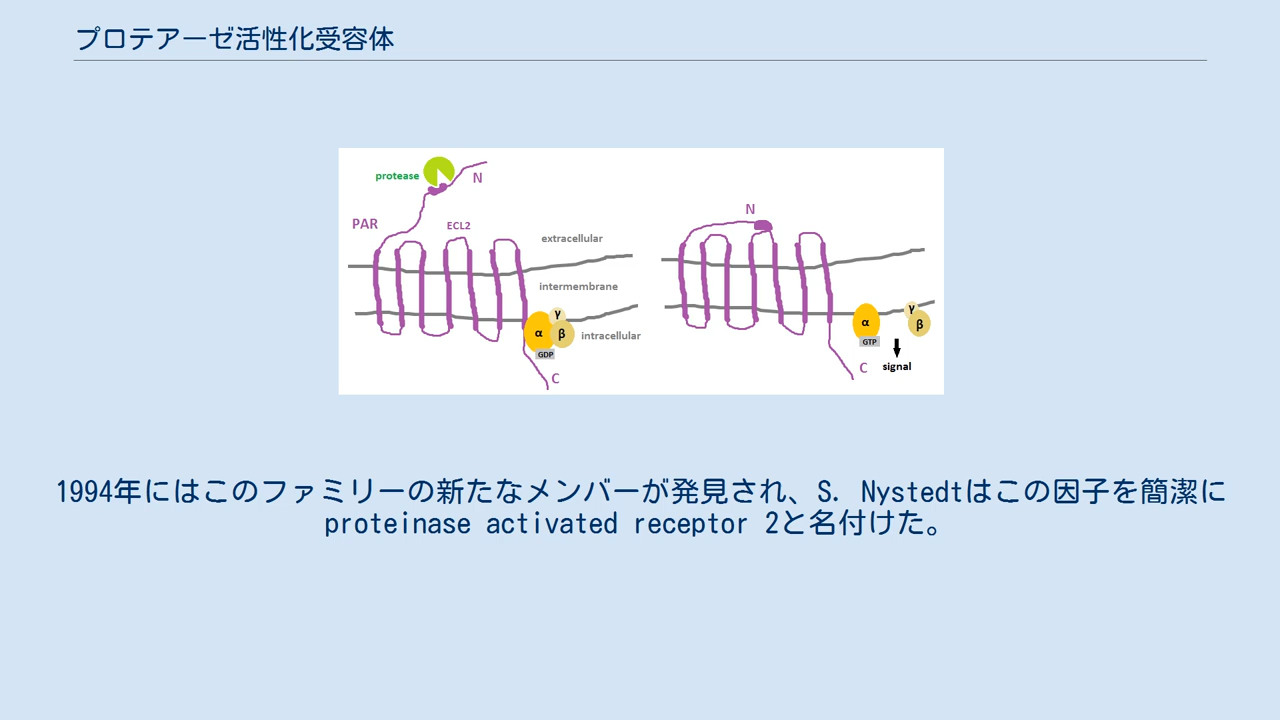 プロテアーゼ活性化受容体
protease
N
PAR
ECL2
extracellular
intermembrane
intracellular
α
γ
β
GDP
C
N
α
GTP
γ
β
signal
C
1994年にはこのファミリーの新たなメンバーが発見され、S. Nystedtはこの因子を簡潔に
proteinase activated receptor 2と名付けた。